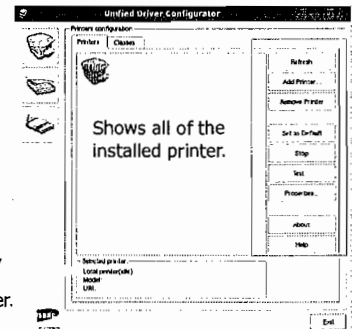 Unified Driver Configurator
Printers configuration
Printers
Classes
Refresh
Add Printer...
Remove Printer
Shows all of the
installed printer.
Set as Default
Stop
Test
Properties...
About
Help
Selected printer:
Local printer(idle)
Model:
URI:
er.
Exit